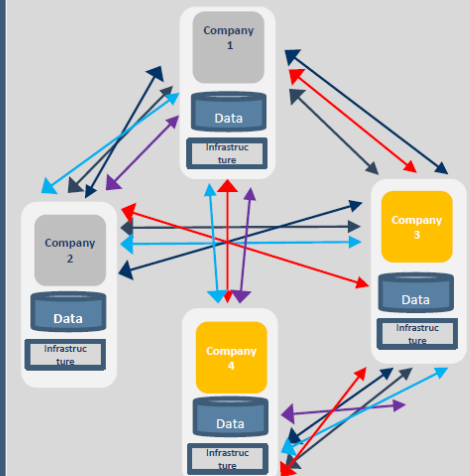 Company
1
Data
Infrastruc
ture
Company
2
Data
Infrastruc
ture
Company
3
Data
Infrastruc
ture
Company
4
Data
Infrastruc
ture